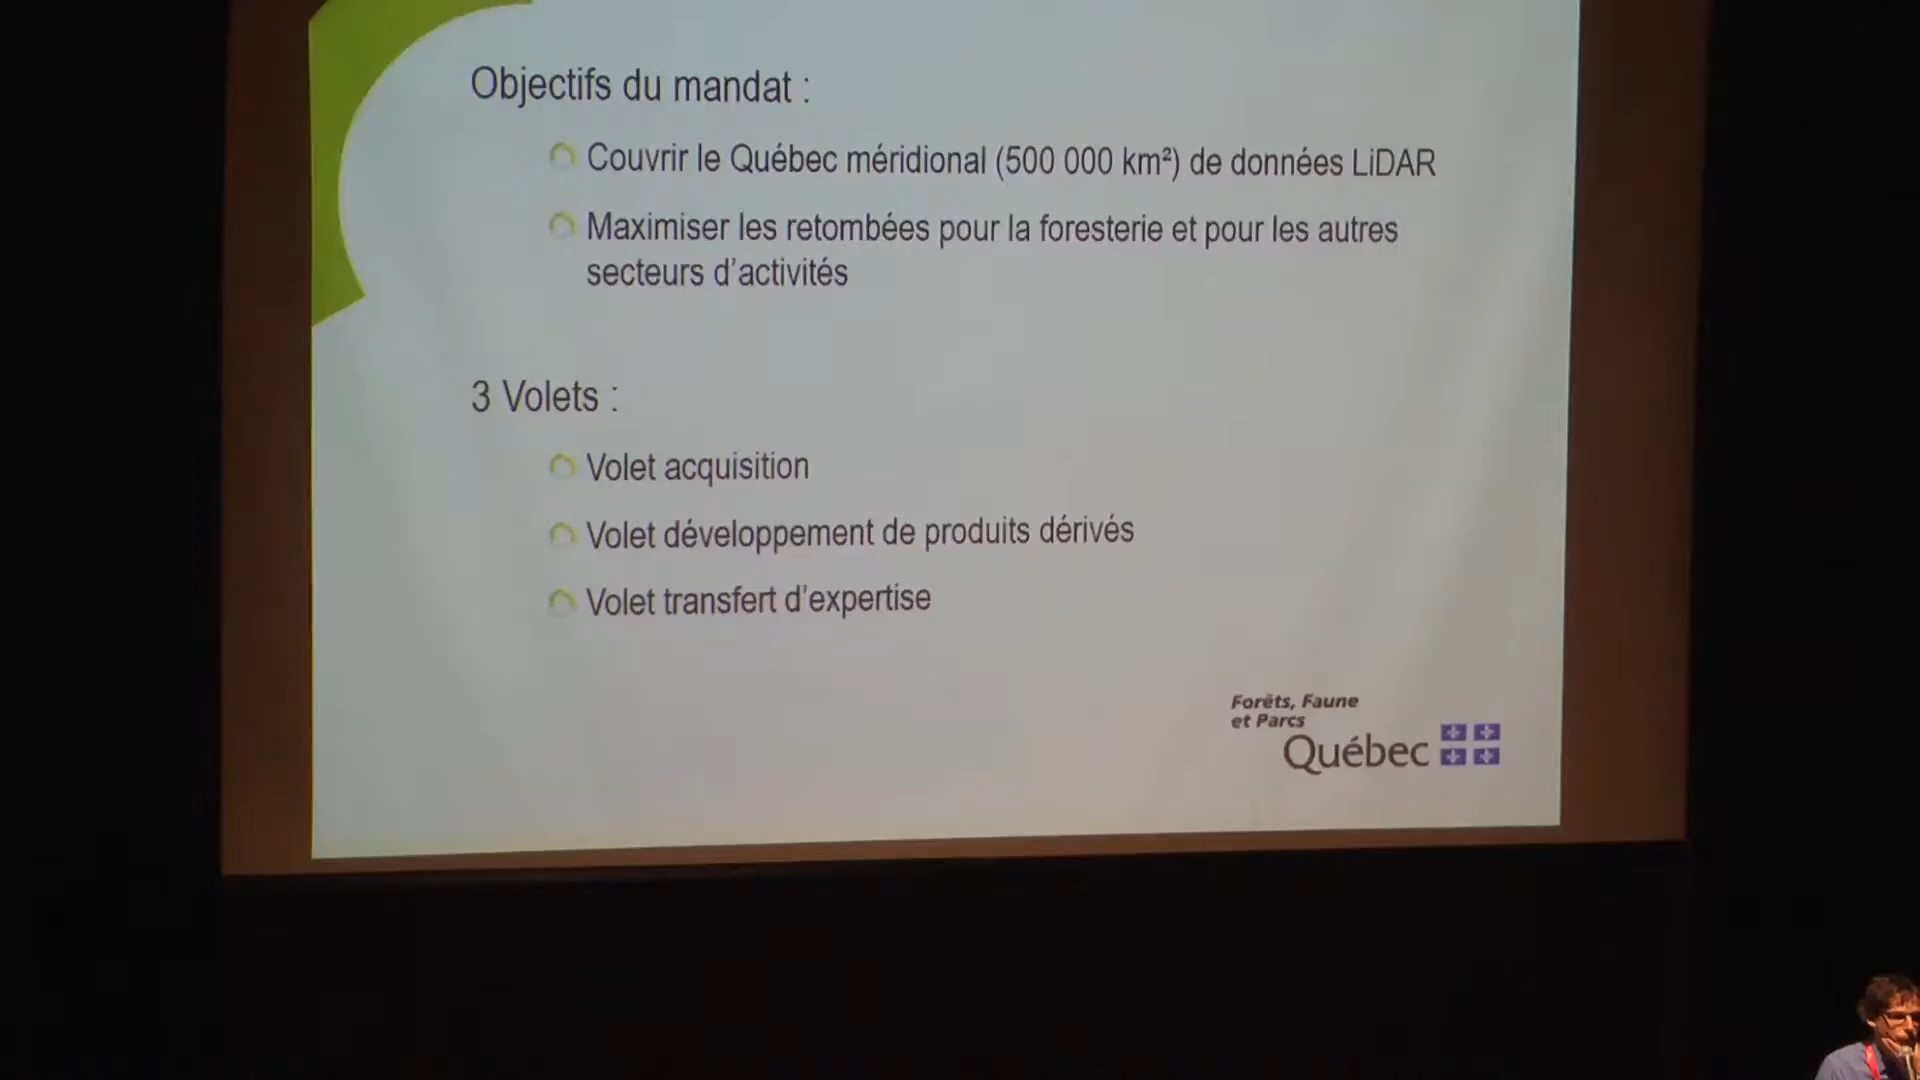 Objectifs du mandat :
Couvrir le Québec méridional (500 000 km²) de données LiDAR
Maximiser les retombées pour la foresterie et pour les autres
secteurs d'activités
3 Volets :
Volet acquisition
Volet développement de produits dérivés
Volet transfert d'expertise
Forêts, Faune
et Parcs
Québec